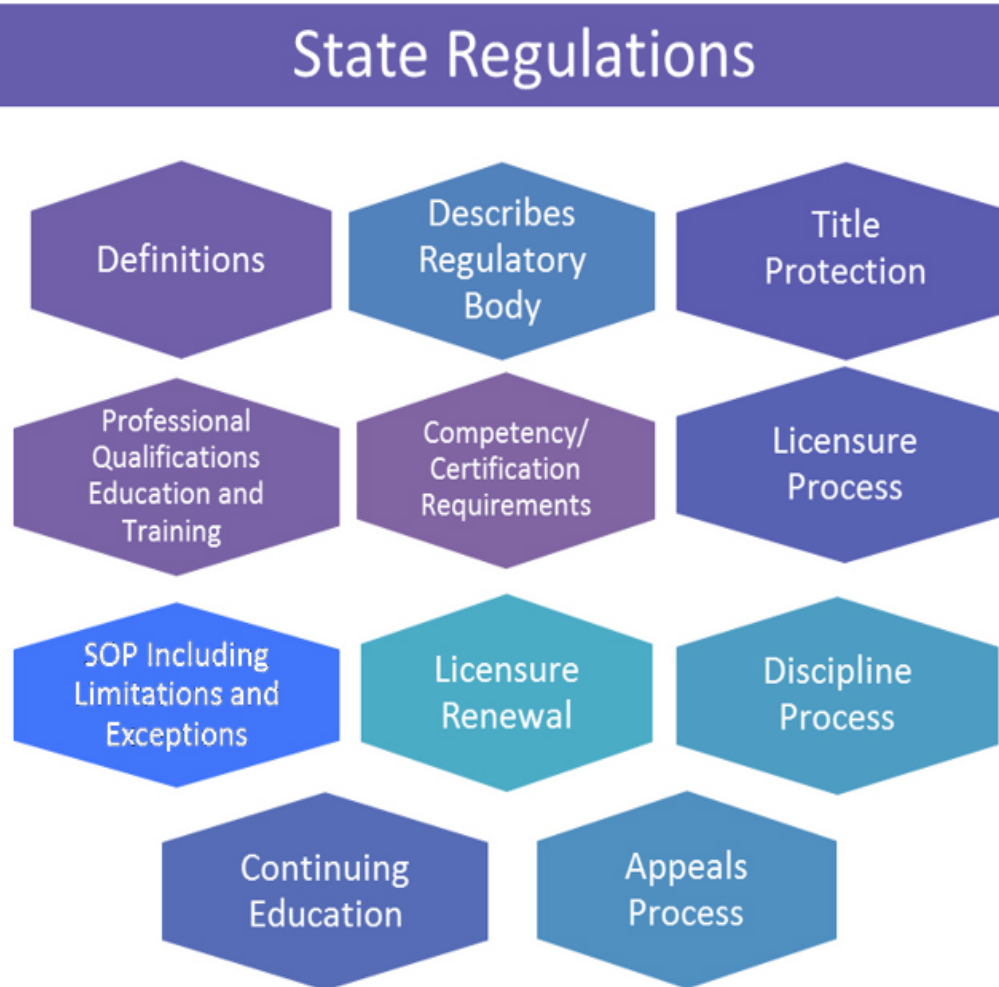 State Regulations
Definitions
Describes
Regulatory
Body
Title
Protection
Professional
Qualifications
Education and
Training
Competency/
Certification
Requirements
Licensure
Process
SOP Including
Limitations and
Exceptions
Licensure
Renewal
Discipline
Process
Continuing
Education
Appeals
Process